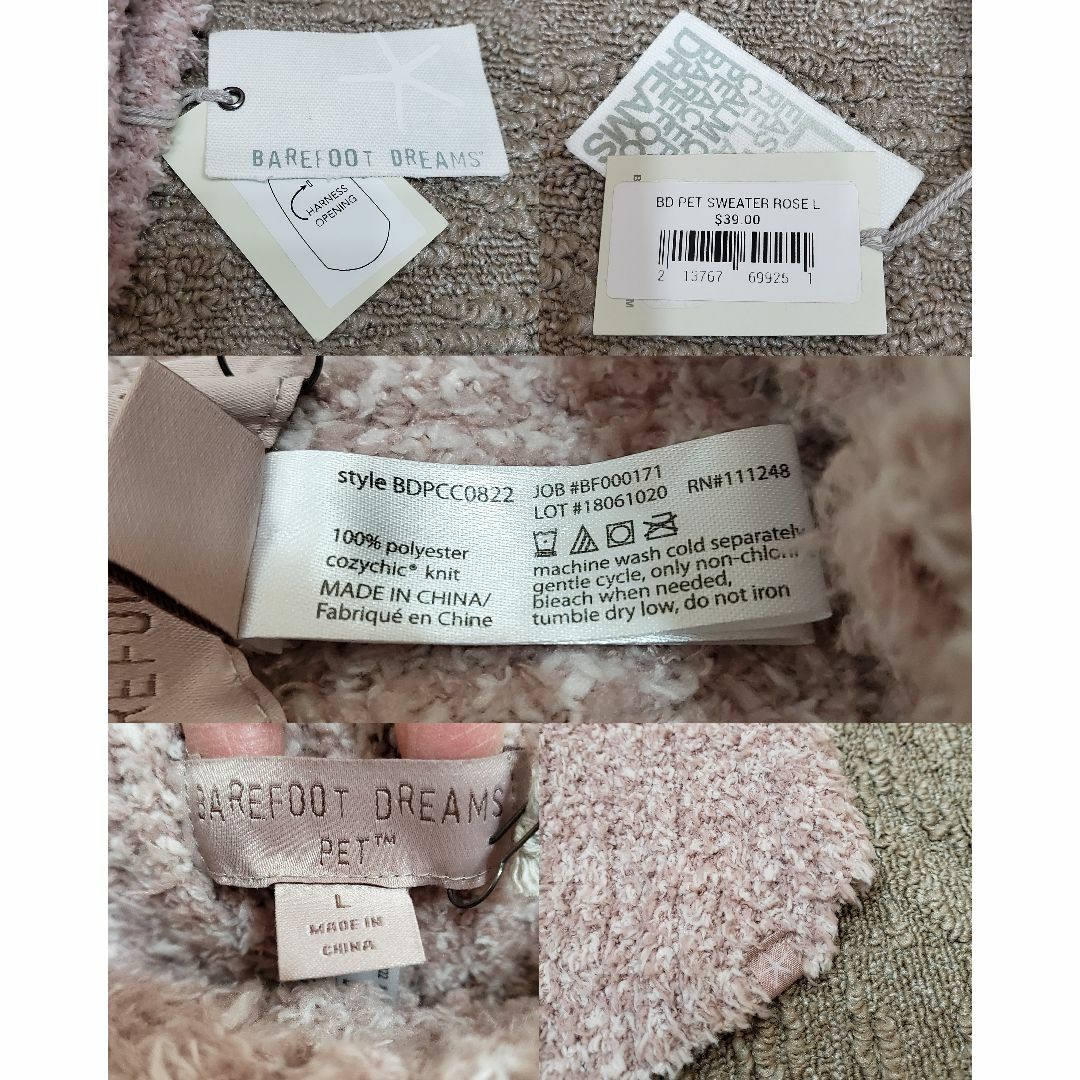 BAREFOOT DREAMS®
HARNESS
OPENING
BD PET SWEATER ROSE L
$39.00
2 13767 69925 1
M
style BDPCC0822
100% polyester
cozychic® knit
MADE IN CHINA/
Fabriqué en Chine
JOB #BF000171
LOT #18061020 RN#111248
machine wash cold separately
gentle cycle, only non-chlo
bleach when needed,
tumble dry low, do not iron
BAREFOOT DREAMS
PET™
L
MADE IN
CHINA